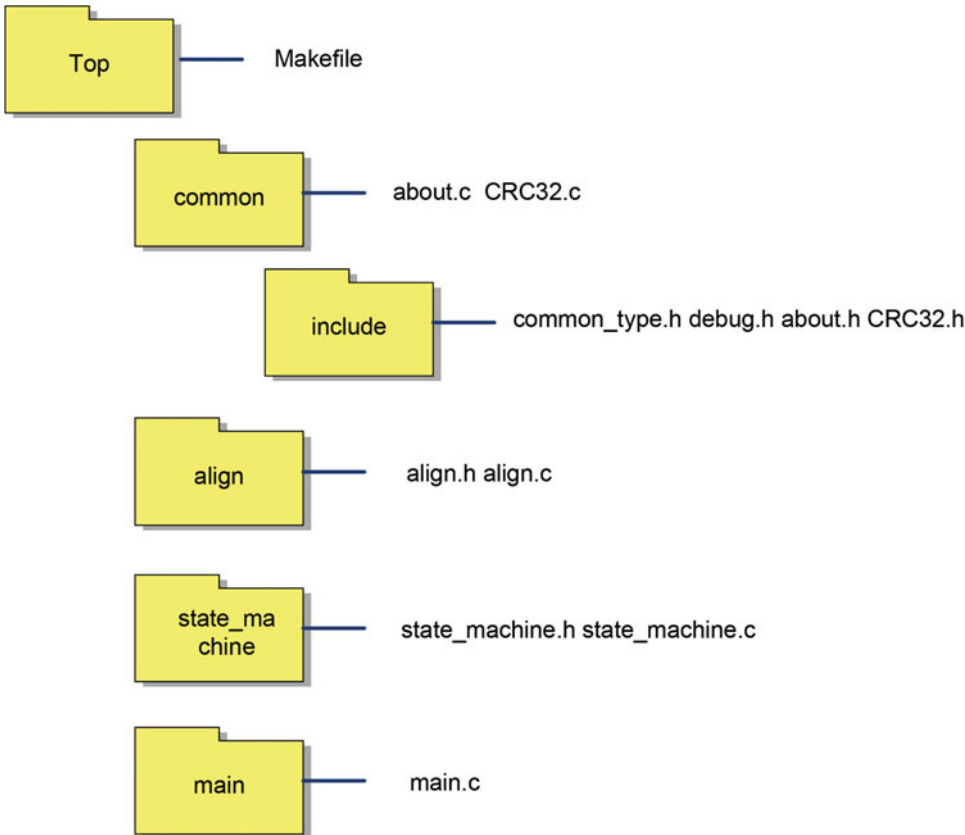 Top
Makefile
common
about.c CRC32.c
include
common_type.h debug.h about.h CRC32.h
align
align.h align.c
state_ma
chine
state_machine.h state_machine.c
main
main.c